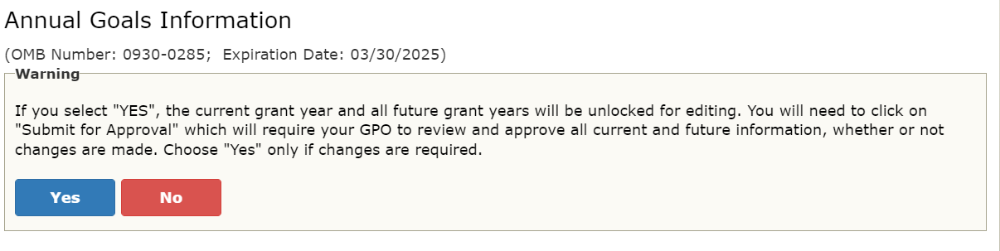 Annual Goals Information
(OMB Number: 0930-0285;  Expiration Date: 03/30/2025)
Warning
If you select "YES", the current grant year and all future grant years will be unlocked for editing. You will need to click on
"Submit for Approval" which will require your GPO to review and approve all current and future information, whether or not
changes are made. Choose "Yes" only if changes are required.
Yes No